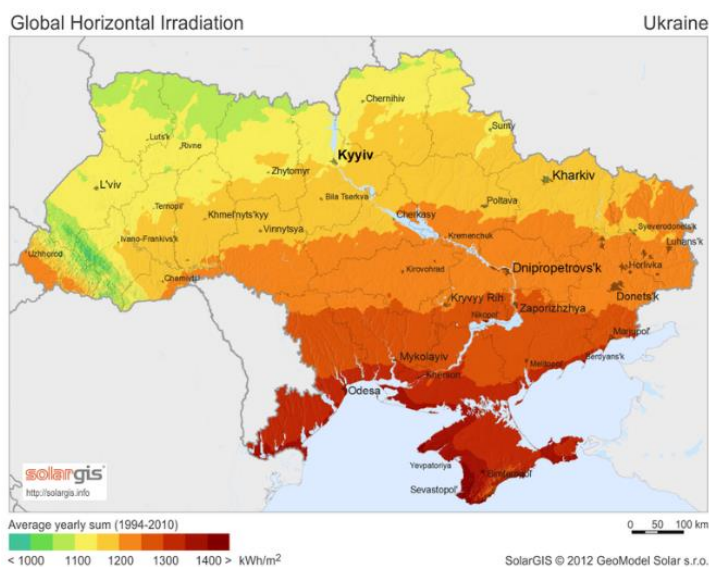 Global Horizontal Irradiation
Ukraine
Chernihiv
Sumy
Luts'k
Rivne
Kyyiv
Zhytomyr
Kharkiv
L'viv
Bila Tserkva
Poltava
Ternopil'
Khmel'nyts'kyy
Cherkasy
Syeverodonets'k
Ivano-Frankivs'k
Vinnytsya
Kremenchuk
Luhans'k
Uzhhorod
Dnipropetrovs'k
Horlivka
Chernivtsi
Kirovohrad
Donets'k
Kryvyy Rih
Zaporizhzhya
Nikopol'
Mariupol'
Mykolayiv
Melitopol'
Berdyans'k
Kherson
Odesa
Yevpatoriya
Simferopol'
Sevastopol'
solargis
http://solargis.info
Average yearly sum (1994-2010)
0 50 100 km
< 1000 1100 1200 1300 1400 > kWh/m²
SolarGIS © 2012 GeoModel Solar s.r.o.